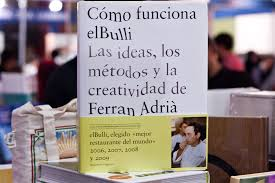 Cómo funciona
elBulli
Las ideas, los
métodos y la
creatividad de
Ferran Adrià
elBulli, elegido «mejor
restaurante del mundo»
2006, 2007, 2008
y 2009